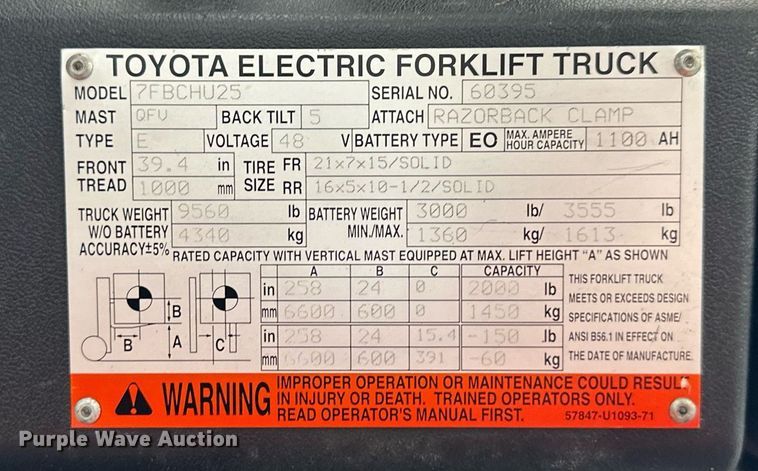 TOYOTA ELECTRIC FORKLIFT TRUCK
MODEL 7FBCHU25 SERIAL NO. 60395
MAST QFV BACK TILT 5 ATTACH RAZORBACK CLAMP
TYPE E VOLTAGE 48 V BATTERY TYPE EO MAX. AMPERE HOUR CAPACITY 1100 AH
FRONT TREAD 39.4 in TIRE SIZE FR 21x7x15/SOLID
1000 mm RR 16x5x10-1/2/SOLID
TRUCK WEIGHT 9560 lb BATTERY WEIGHT 3000 lb/ 3555 lb
W/O BATTERY 4340 kg MIN./MAX. 1360 kg/ 1613 kg
ACCURACY±5% RATED CAPACITY WITH VERTICAL MAST EQUIPPED AT MAX. LIFT HEIGHT "A" AS SHOWN
A B C CAPACITY
in 258 24 0 2000 lb
mm 6600 600 0 1450 kg
in 258 24 15.4 -150 lb
mm 6600 600 391 -60 kg
B
B A C
THIS FORKLIFT TRUCK
MEETS OR EXCEEDS DESIGN
SPECIFICATIONS OF ASME/
ANSI B56.1 IN EFFECT ON
THE DATE OF MANUFACTURE.
WARNING
IMPROPER OPERATION OR MAINTENANCE COULD RESULT
IN INJURY OR DEATH. TRAINED OPERATORS ONLY.
READ OPERATOR'S MANUAL FIRST. 57847-U1093-71
Purple Wave Auction